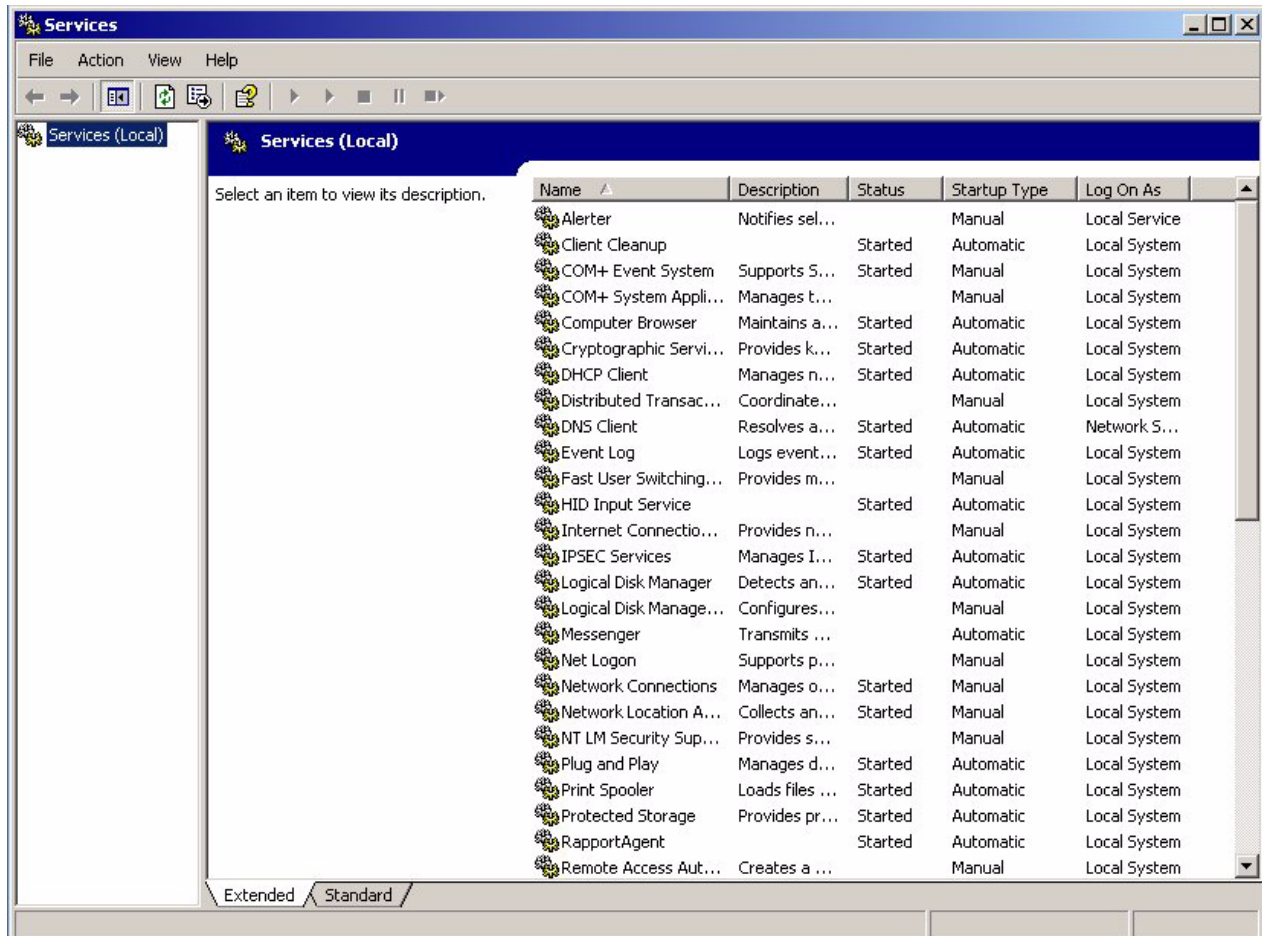 Services
File Action View Help
Services (Local)
Services (Local)
Select an item to view its description.
Name Description Status Startup Type Log On As
Alerter Notifies sel... Manual Local Service
Client Cleanup Started Automatic Local System
COM+ Event System Supports S... Started Manual Local System
COM+ System Appli... Manages t... Manual Local System
Computer Browser Maintains a... Started Automatic Local System
Cryptographic Servi... Provides k... Started Automatic Local System
DHCP Client Manages n... Started Automatic Local System
Distributed Transac... Coordinate... Manual Local System
DNS Client Resolves a... Started Automatic Network S...
Event Log Logs event... Started Automatic Local System
Fast User Switching... Provides m... Manual Local System
HID Input Service Started Automatic Local System
Internet Connectio... Provides n... Manual Local System
IPSEC Services Manages I... Started Automatic Local System
Logical Disk Manager Detects an... Started Automatic Local System
Logical Disk Manage... Configures... Manual Local System
Messenger Transmits ... Automatic Local System
Net Logon Supports p... Manual Local System
Network Connections Manages o... Started Manual Local System
Network Location A... Collects an... Started Manual Local System
NT LM Security Sup... Provides s... Manual Local System
Plug and Play Manages d... Started Automatic Local System
Print Spooler Loads files ... Started Automatic Local System
Protected Storage Provides pr... Started Automatic Local System
RapportAgent Started Automatic Local System
Remote Access Aut... Creates a ... Manual Local System
Extended Standard